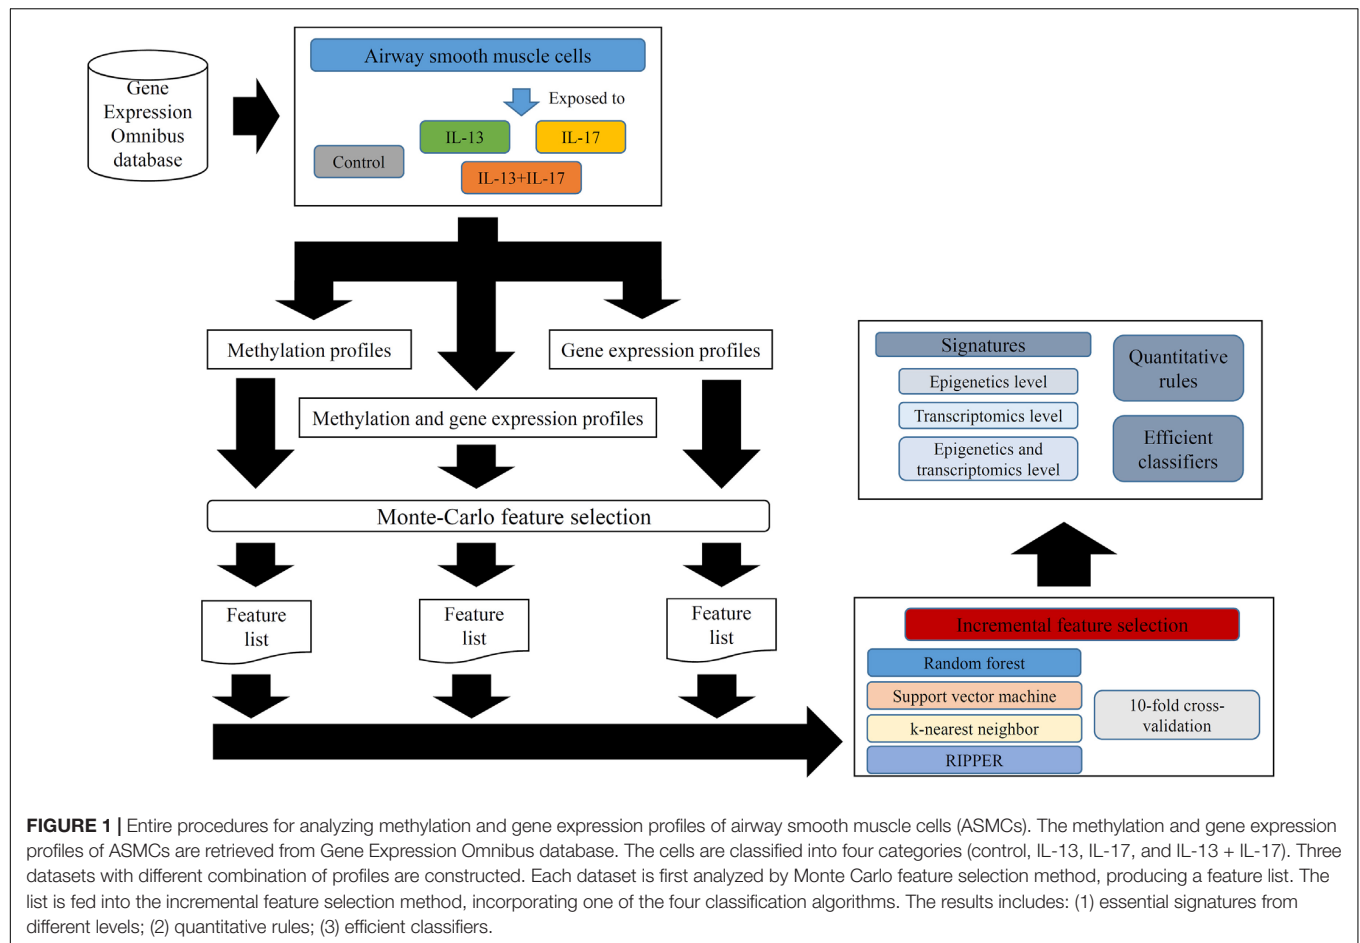 Gene
Expression
Omnibus
database
Airway smooth muscle cells
Exposed to
IL-13
IL-17
Control
IL-13+IL-17
Methylation profiles
Gene expression profiles
Methylation and gene expression profiles
Monte-Carlo feature selection
Feature
list
Feature
list
Feature
list
Incremental feature selection
Random forest
Support vector machine
k-nearest neighbor
RIPPER
10-fold cross-
validation
Signatures
Epigenetics level
Transcriptomics level
Epigenetics and
transcriptomics level
Quantitative
rules
Efficient
classifiers
FIGURE 1 | Entire procedures for analyzing methylation and gene expression profiles of airway smooth muscle cells (ASMCs). The methylation and gene expression
profiles of ASMCs are retrieved from Gene Expression Omnibus database. The cells are classified into four categories (control, IL-13, IL-17, and IL-13 + IL-17). Three
datasets with different combination of profiles are constructed. Each dataset is first analyzed by Monte Carlo feature selection method, producing a feature list. The
list is fed into the incremental feature selection method, incorporating one of the four classification algorithms. The results includes: (1) essential signatures from
different levels; (2) quantitative rules; (3) efficient classifiers.